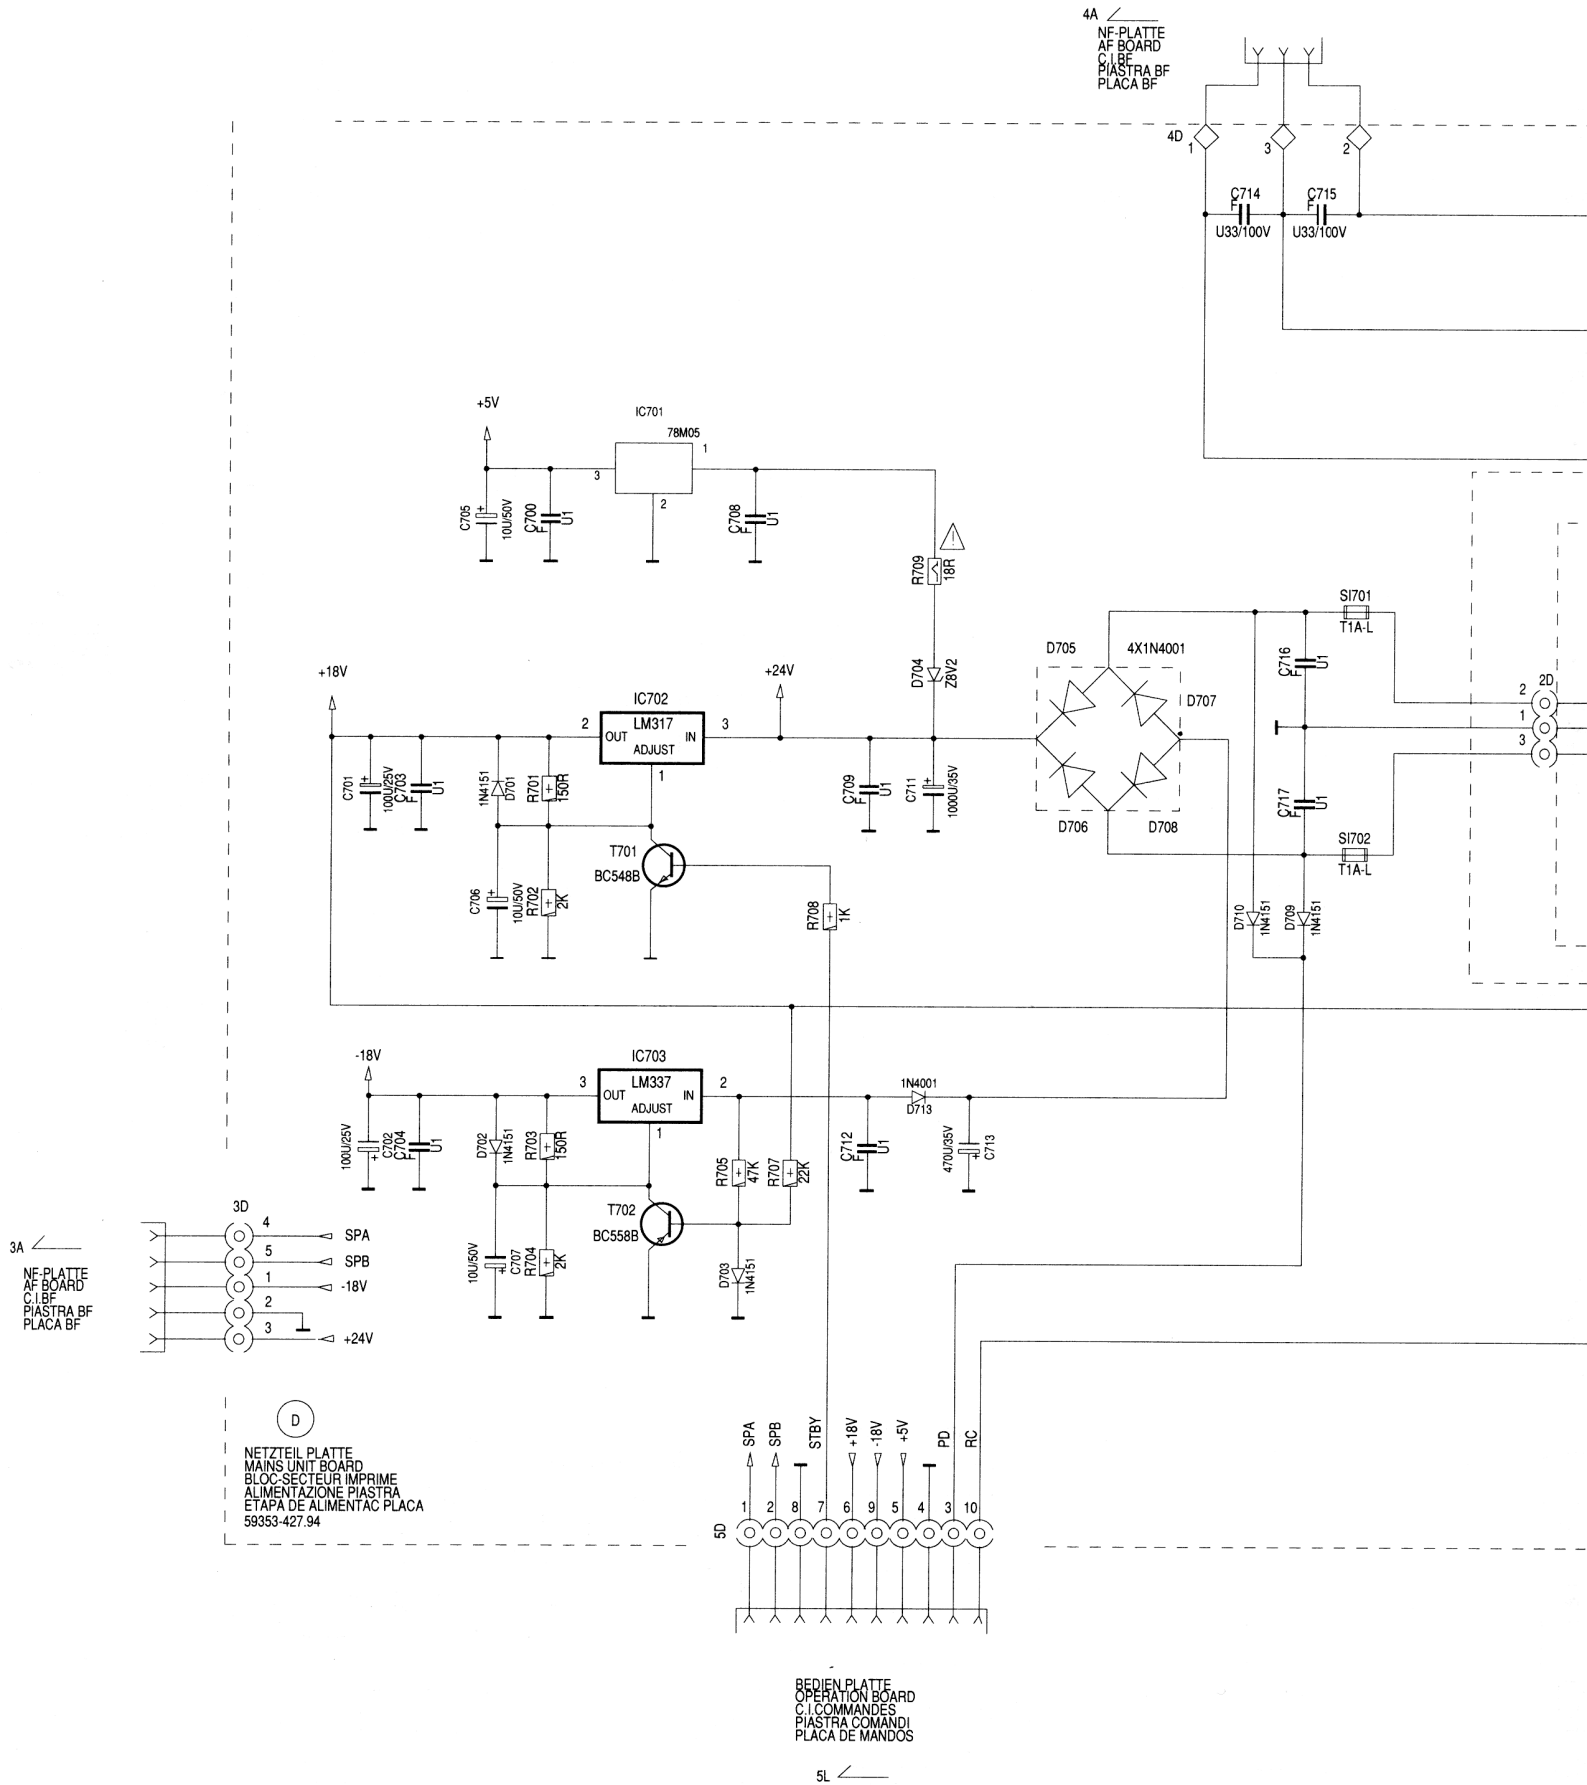 4A
NF-PLATTE
AF BOARD
C.I.BF
PIASTRA BF
PLACA BF
4D
1
3
2
C714
F
U33/100V
C715
F
U33/100V
+5V
IC701
78M05
1
3
2
C705
+
10U/50V
C700
F
U1
C708
F
U1
R709
18R
!
D704
Z8V2
SI701
T1A-L
D705
4X1N4001
D707
D706
D708
C716
F
U1
C717
F
U1
2D
2
1
3
SI702
T1A-L
+18V
IC702
LM317
2
OUT
IN
3
ADJUST
1
+24V
C701
+
100U/25V
C703
F
U1
1N4151
D701
R701
150R
C709
F
U1
C711
+
1000U/35V
T701
BC548B
C706
+
10U/50V
R702
2K
R708
1K
D710
1N4151
D709
1N4151
-18V
IC703
LM337
3
OUT
IN
2
ADJUST
1
1N4001
D713
100U/25V
+
C702
C704
F
U1
D702
1N4151
R703
150R
R705
47K
R707
22K
C712
F
U1
470U/35V
+
C713
T702
BC558B
10U/50V
+
C707
R704
2K
D703
1N4151
3A
NF-PLATTE
AF BOARD
C.I.BF
PIASTRA BF
PLACA BF
3D
4
SPA
5
SPB
1
-18V
2
3
+24V
D
NETZTEIL PLATTE
MAINS UNIT BOARD
BLOC-SECTEUR IMPRIME
ALIMENTAZIONE PIASTRA
ETAPA DE ALIMENTAC PLACA
59353-427.94
SPA
SPB
STBY
+18V
-18V
+5V
PD
RC
5D
1
2
8
7
6
9
5
4
3
10
BEDIEN.PLATTE
OPERATION BOARD
C.I.COMMANDES
PIASTRA COMANDI
PLACA DE MANDOS
5L